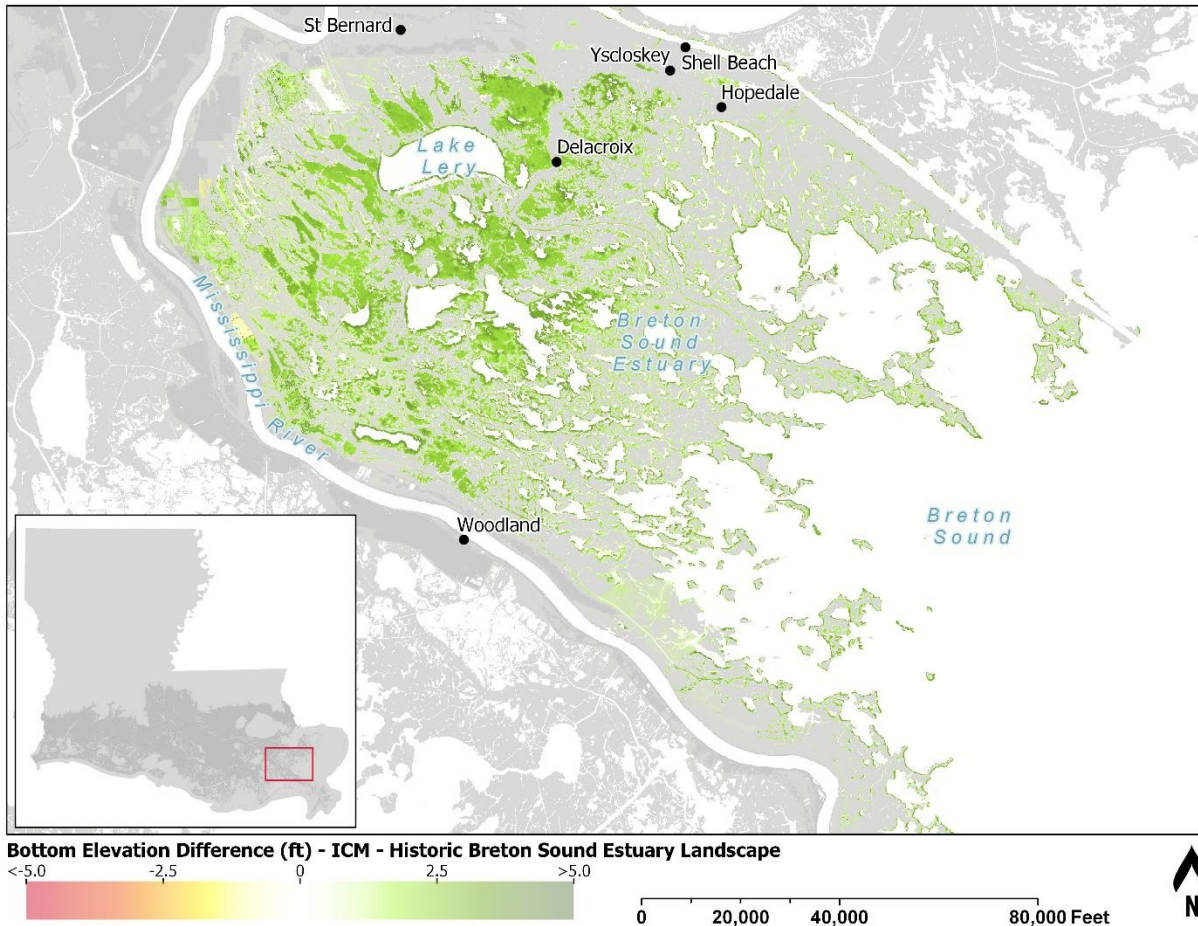 St Bernard
Yscloskey
Shell Beach
Hopedale
Delacroix
Lake
Lery
Mississippi River
Breton
Sound
Estuary
Breton
Sound
Woodland
Bottom Elevation Difference (ft) - ICM - Historic Breton Sound Estuary Landscape
<-5.0 -2.5 0 2.5 >5.0
0 20,000 40,000 80,000 Feet
N